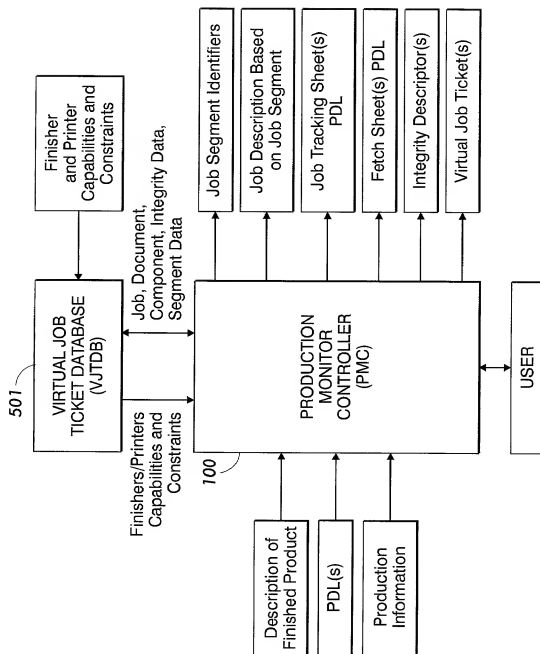 Finisher
and Printer
Capabilities and
Constraints
501
VIRTUAL JOB
TICKET DATABASE
(VJTDB)
Finishers/Printers
Capabilities and
Constraints
Job, Document,
Component, Integrity Data,
Segment Data
100
PRODUCTION
MONITOR
CONTROLLER
(PMC)
Description of
Finished Product
PDL(s)
Production
Information
Job Segment Identifiers
Job Description Based
on Job Segment
Job Tracking Sheet(s)
PDL
Fetch Sheet(s) PDL
Integrity Descriptor(s)
Virtual Job Ticket(s)
USER